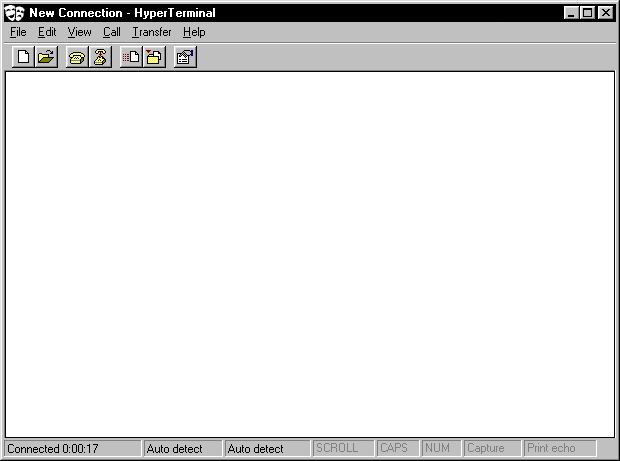 New Connection - HyperTerminal
File Edit View Call Transfer Help
Connected 0:00:17 Auto detect Auto detect SCROLL CAPS NUM Capture Print echo